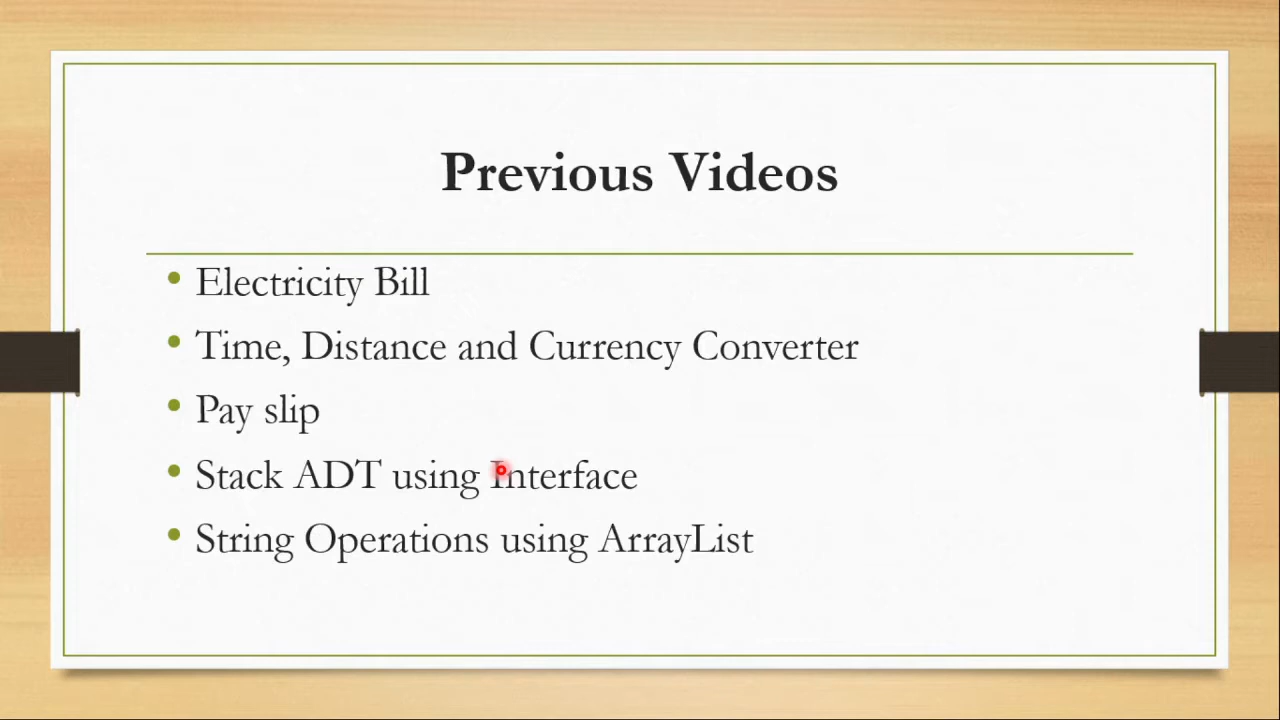 Previous Videos
Electricity Bill
Time, Distance and Currency Converter
Pay slip
Stack ADT using Interface
String Operations using ArrayList